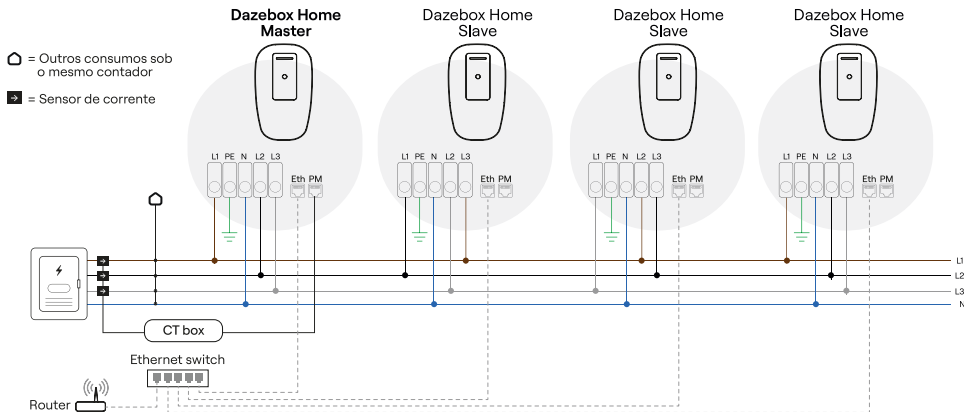 Dazebox Home
Master
Dazebox Home
Slave
Dazebox Home
Slave
Dazebox Home
Slave
= Outros consumos sob
o mesmo contador
= Sensor de corrente
L1 PE N L2 L3
Eth PM
L1 PE N L2 L3
Eth PM
L1 PE N L2 L3
Eth PM
L1 PE N L2 L3
Eth PM
L1
L2
L3
N
CT box
Ethernet switch
Router